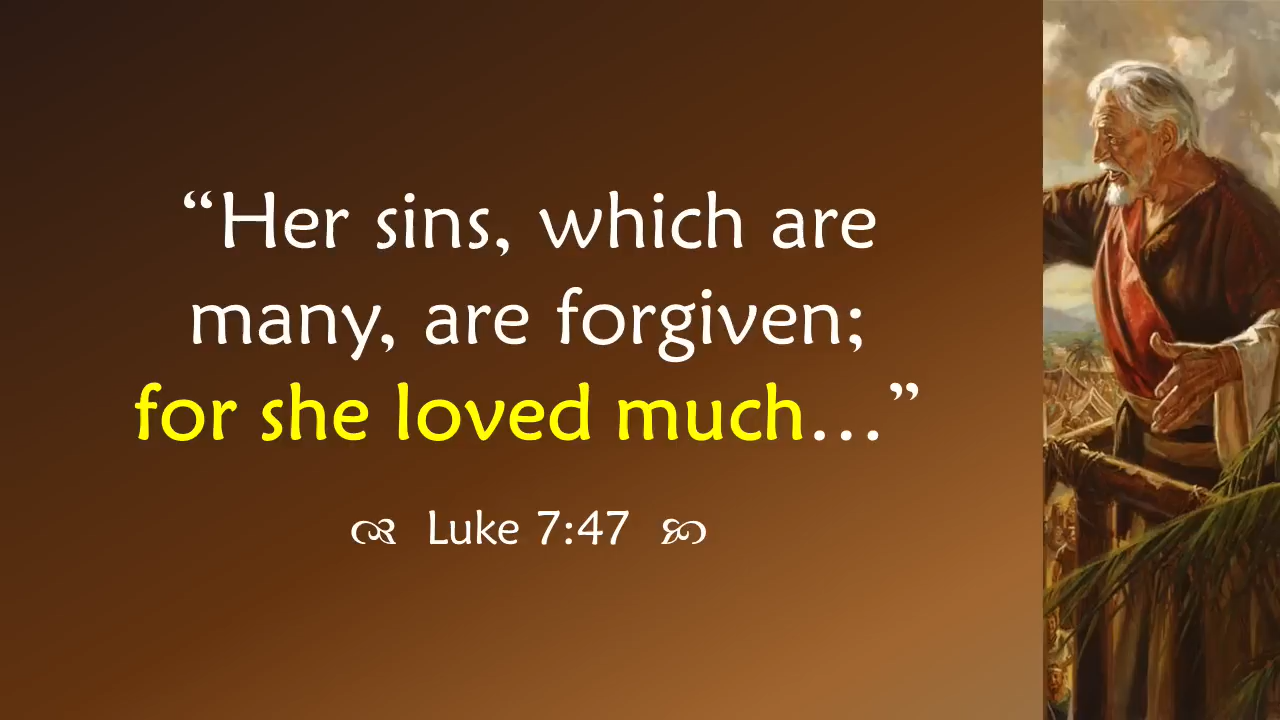 “Her sins, which are
many, are forgiven;
for she loved much…”
Luke 7:47